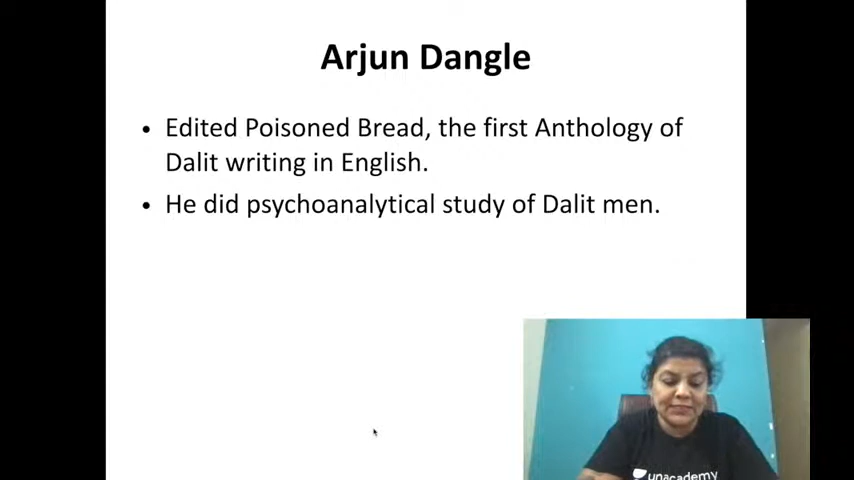 Arjun Dangle
• Edited Poisoned Bread, the first Anthology of
Dalit writing in English.
• He did psychoanalytical study of Dalit men.
unacademy